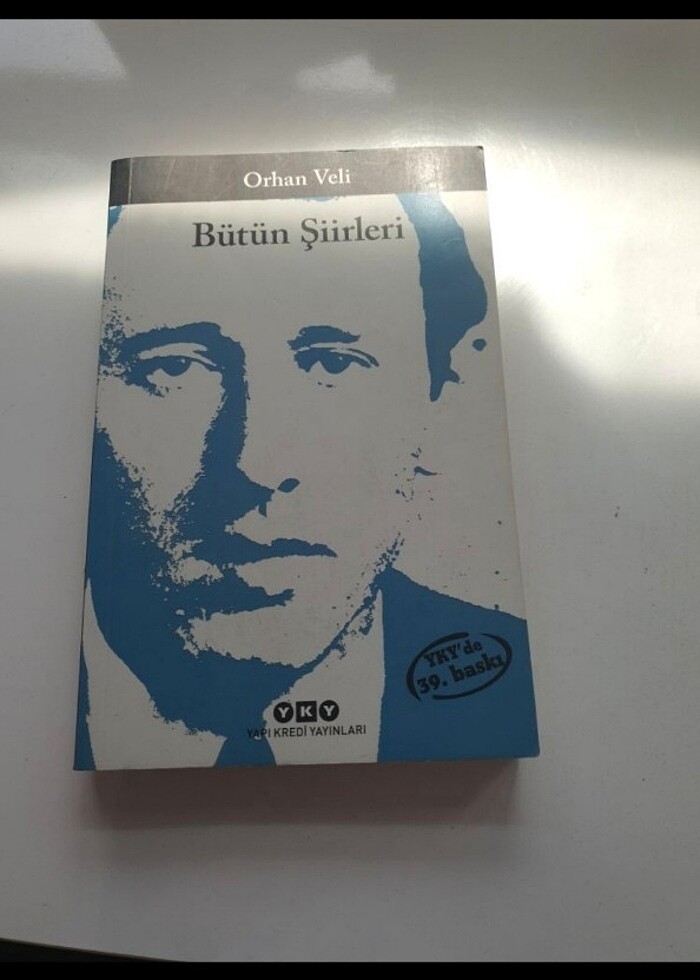 Orhan Veli
Bütün Şiirleri
YKY'de
39. baskı
YKY
YAPI KREDİ YAYINLARI